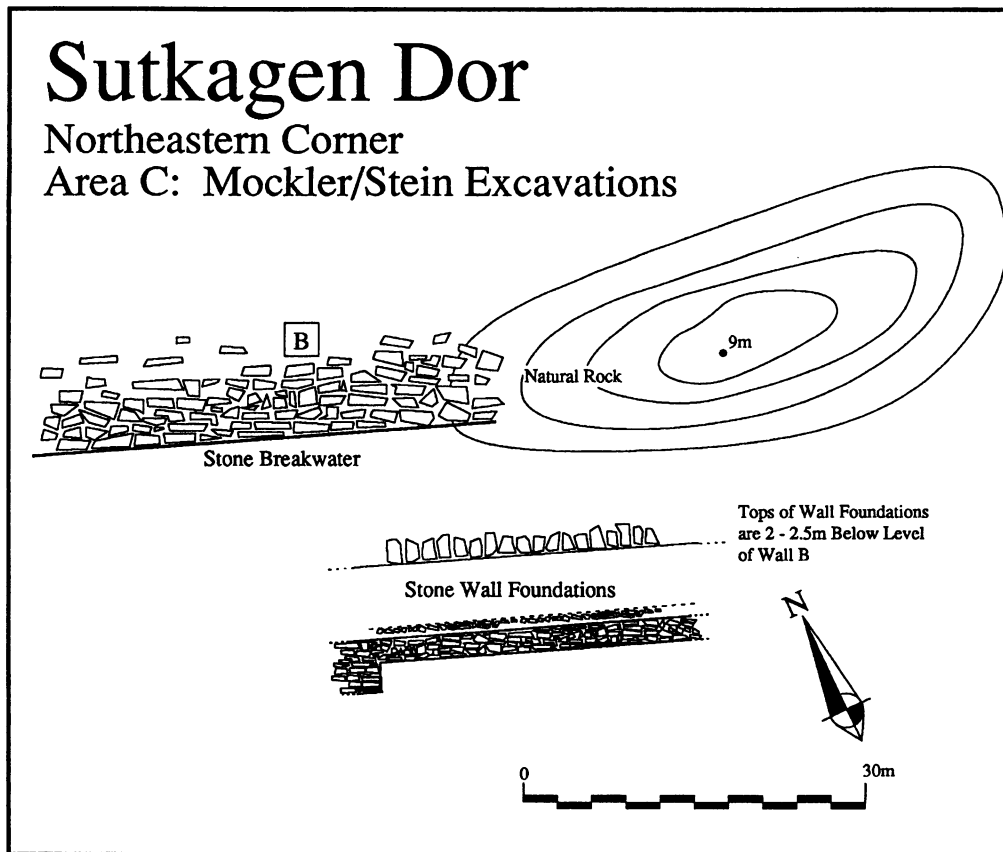 Sutkagen Dor
Northeastern Corner
Area C: Mockler/Stein Excavations
B
9m
Natural Rock
Stone Breakwater
Tops of Wall Foundations
are 2 - 2.5m Below Level
of Wall B
Stone Wall Foundations
N
0
30m